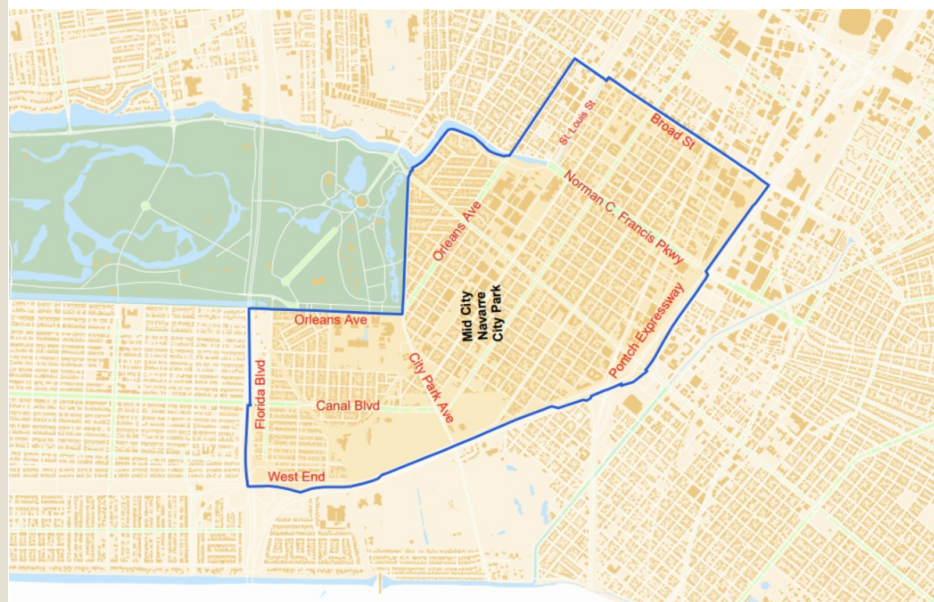 St. Louis St.
Broad St
Norman C. Francis Pkwy
Orleans Ave
Mid City
Navarre
City Park
Pontch Expressway
Orleans Ave
City Park Ave
Florida Blvd
Canal Blvd
West End